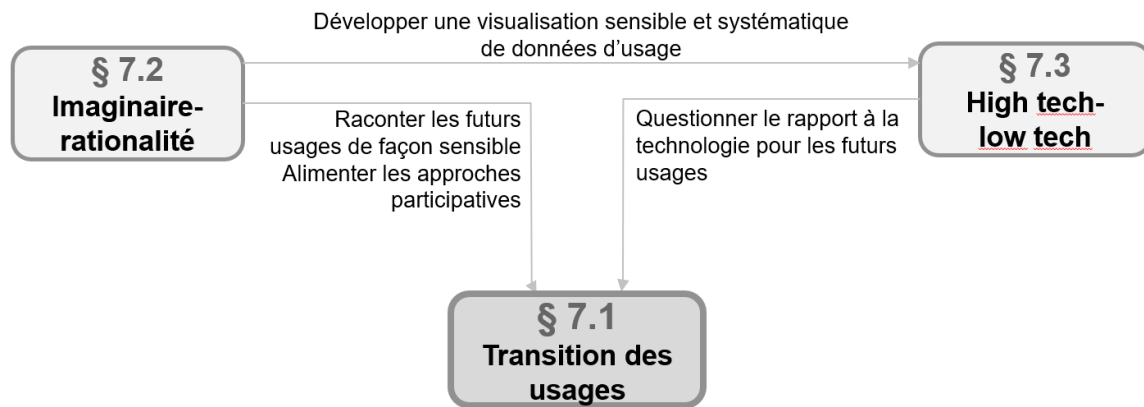 Développer une visualisation sensible et systématique
de données d'usage
§ 7.2
Imaginaire-
rationalité
§ 7.3
High tech-
low tech
Raconter les futurs
usages de façon sensible
Alimenter les approches
participatives
Questionner le rapport à la
technologie pour les futurs
usages
§ 7.1
Transition des
usages